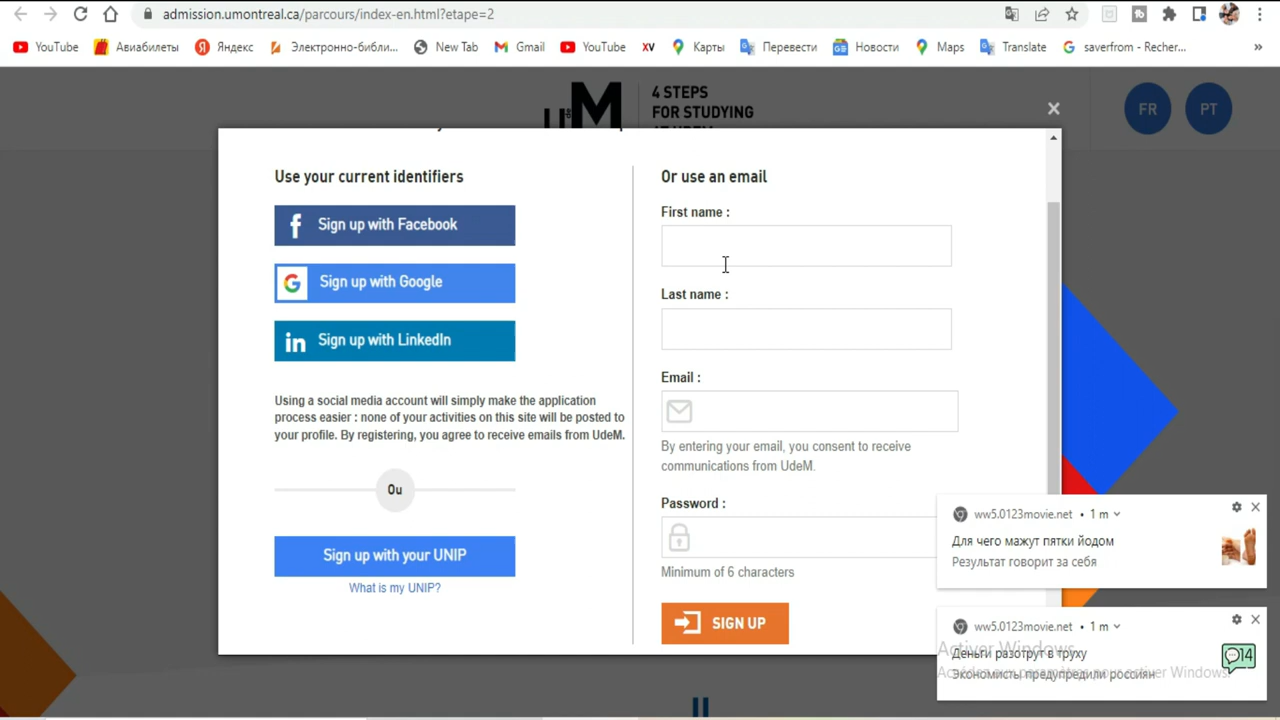 admission.umontreal.ca/parcours/index-en.html?etape=2
YouTube
Авиабилеты
Яндекс
Электронно-библи...
New Tab
Gmail
YouTube
XV
Карты
Перевести
Новости
Maps
Translate
saverfrom - Recher...
»
4 STEPS
FOR STUDYING
FR
PT
Use your current identifiers
Sign up with Facebook
Sign up with Google
Sign up with LinkedIn
Using a social media account will simply make the application
process easier : none of your activities on this site will be posted to
your profile. By registering, you agree to receive emails from UdeM.
Ou
Sign up with your UNIP
What is my UNIP?
Or use an email
First name :
Last name :
Email :
By entering your email, you consent to receive
communications from UdeM.
Password :
Minimum of 6 characters
SIGN UP
ww5.0123movie.net • 1 m
Для чего мажут пятки йодом
Результат говорит за себя
ww5.0123movie.net • 1 m
Activer Windows
Деньги разотрут в труху
Экономисты предупредили россиян
activer Windows.
14